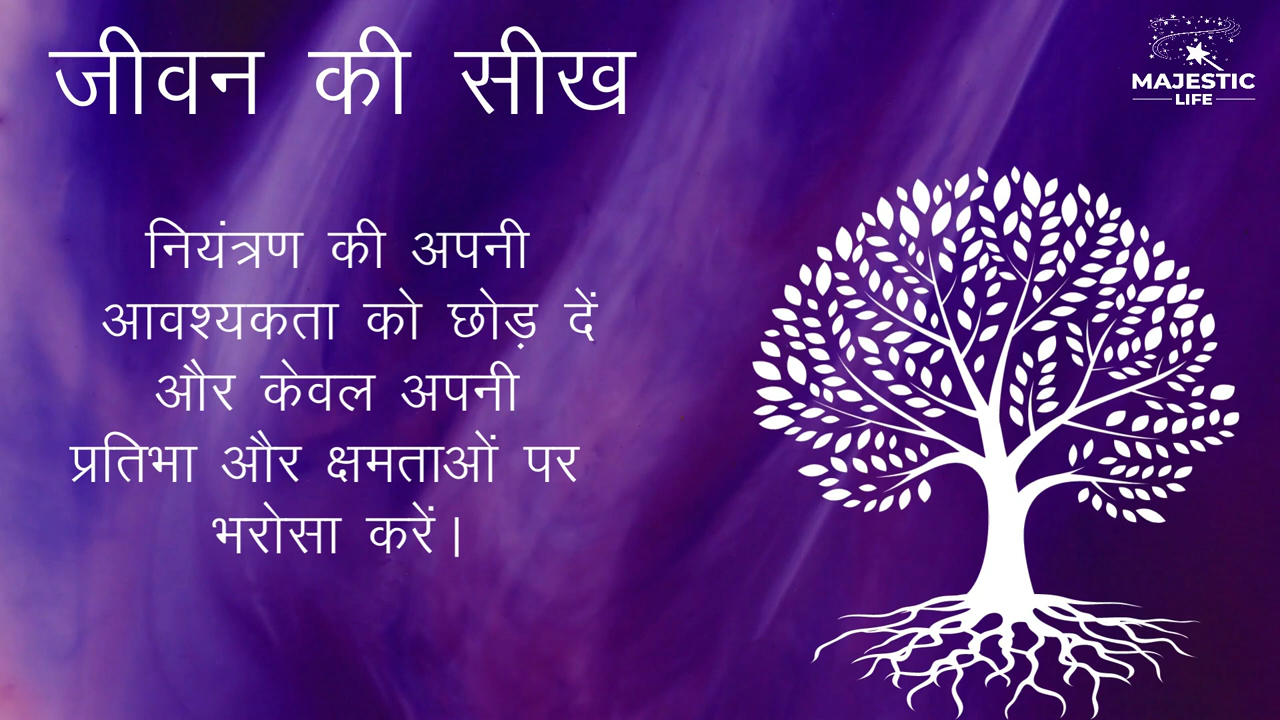 जीवन की सीख
MAJESTIC
LIFE
नियंत्रण की अपनी
आवश्यकता को छोड़ दें
और केवल अपनी
प्रतिभा और क्षमताओं पर
भरोसा करें।